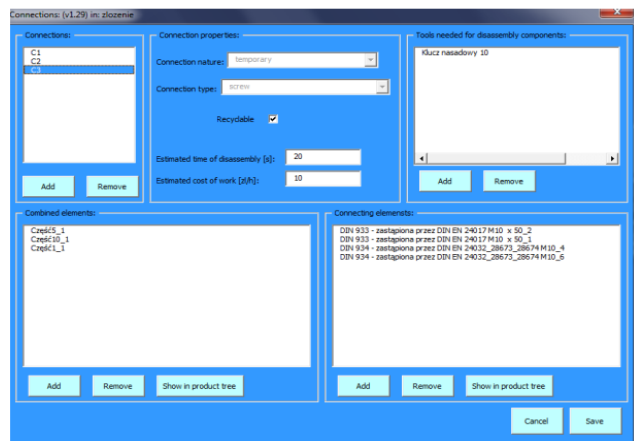 Connections: (v1.29) in: zlozenie
Connections:
C1
C2
C3
Add
Remove
Connection properties:
Connection nature:
temporary
Connection type:
screw
Recyclable
Estimated time of disassembly [s]:
20
Estimated cost of work [zł/h]:
10
Tools needed for disassembly components:
Klucz nasadowy 10
Add
Remove
Combined elements:
Część5_1
Część10_1
Część1_1
Add
Remove
Show in product tree
Connecting elemensts:
DIN 933 - zastąpiona przez DIN EN 24017 M10 x 50_2
DIN 933 - zastąpiona przez DIN EN 24017 M10 x 50_1
DIN 934 - zastąpiona przez DIN EN 24032_28673_28674 M10_4
DIN 934 - zastąpiona przez DIN EN 24032_28673_28674 M10_6
Add
Remove
Show in product tree
Cancel
Save